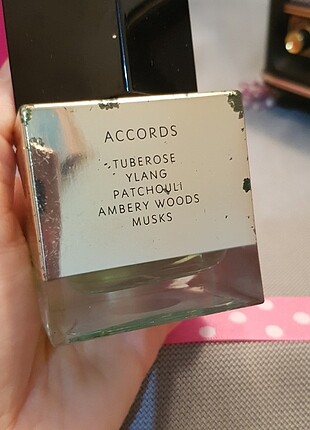 ACCORDS
TUBEROSE
YLANG
PATCHOULI
AMBERY WOODS
MUSKS